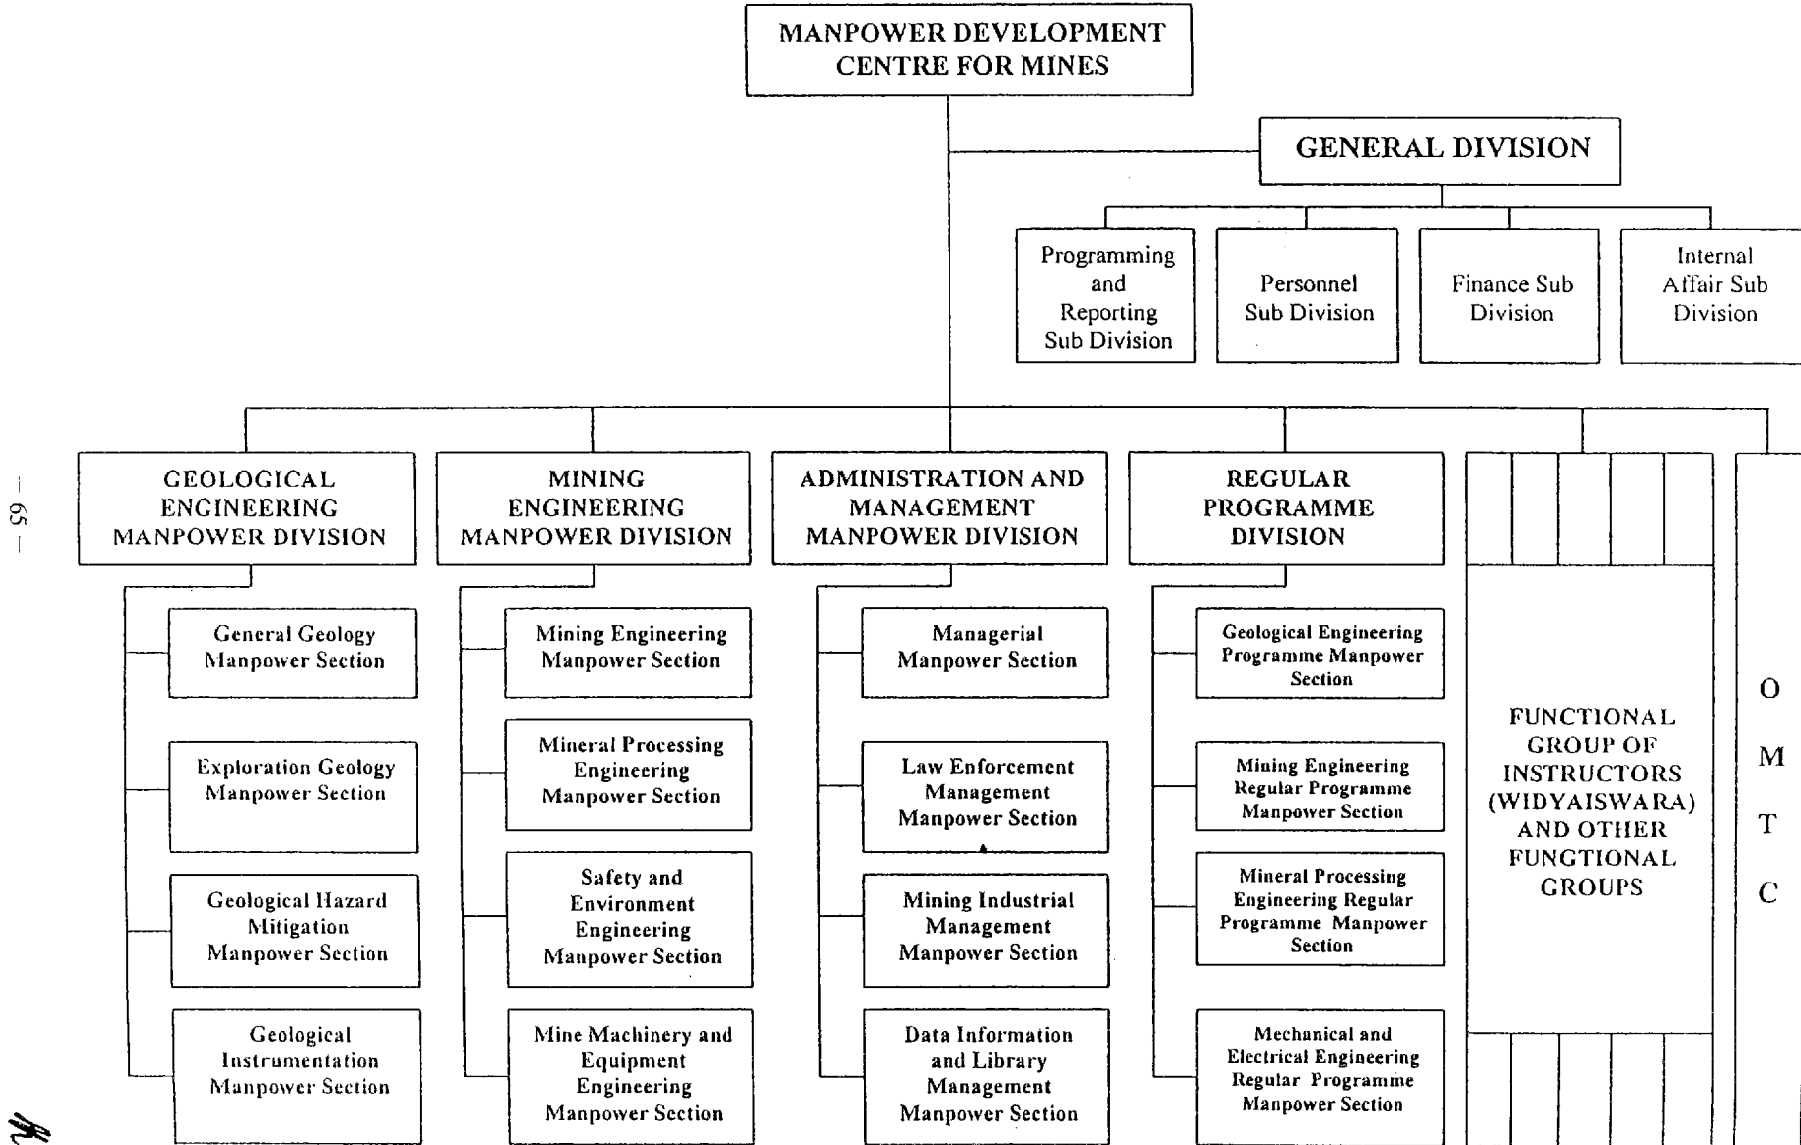 MANPOWER DEVELOPMENT
CENTRE FOR MINES
GENERAL DIVISION
Programming
and
Reporting
Sub Division
Personnel
Sub Division
Finance Sub
Division
Internal
Affair Sub
Division
GEOLOGICAL
ENGINEERING
MANPOWER DIVISION
General Geology
Manpower Section
Exploration Geology
Manpower Section
Geological Hazard
Mitigation
Manpower Section
Geological
Instrumentation
Manpower Section
MINING
ENGINEERING
MANPOWER DIVISION
Mining Engineering
Manpower Section
Mineral Processing
Engineering
Manpower Section
Safety and
Environment
Engineering
Manpower Section
Mine Machinery and
Equipment
Engineering
Manpower Section
ADMINISTRATION AND
MANAGEMENT
MANPOWER DIVISION
Managerial
Manpower Section
Law Enforcement
Management
Manpower Section
Mining Industrial
Management
Manpower Section
Data Information
and Library
Management
Manpower Section
REGULAR
PROGRAMME
DIVISION
Geological Engineering
Programme Manpower
Section
Mining Engineering
Regular Programme
Manpower Section
Mineral Processing
Engineering Regular
Programme Manpower
Section
Mechanical and
Electrical Engineering
Regular Programme
Manpower Section
FUNCTIONAL
GROUP OF
INSTRUCTORS
(WIDYAISWARA)
AND OTHER
FUNGTIONAL
GROUPS
O
M
T
C
— 65 —